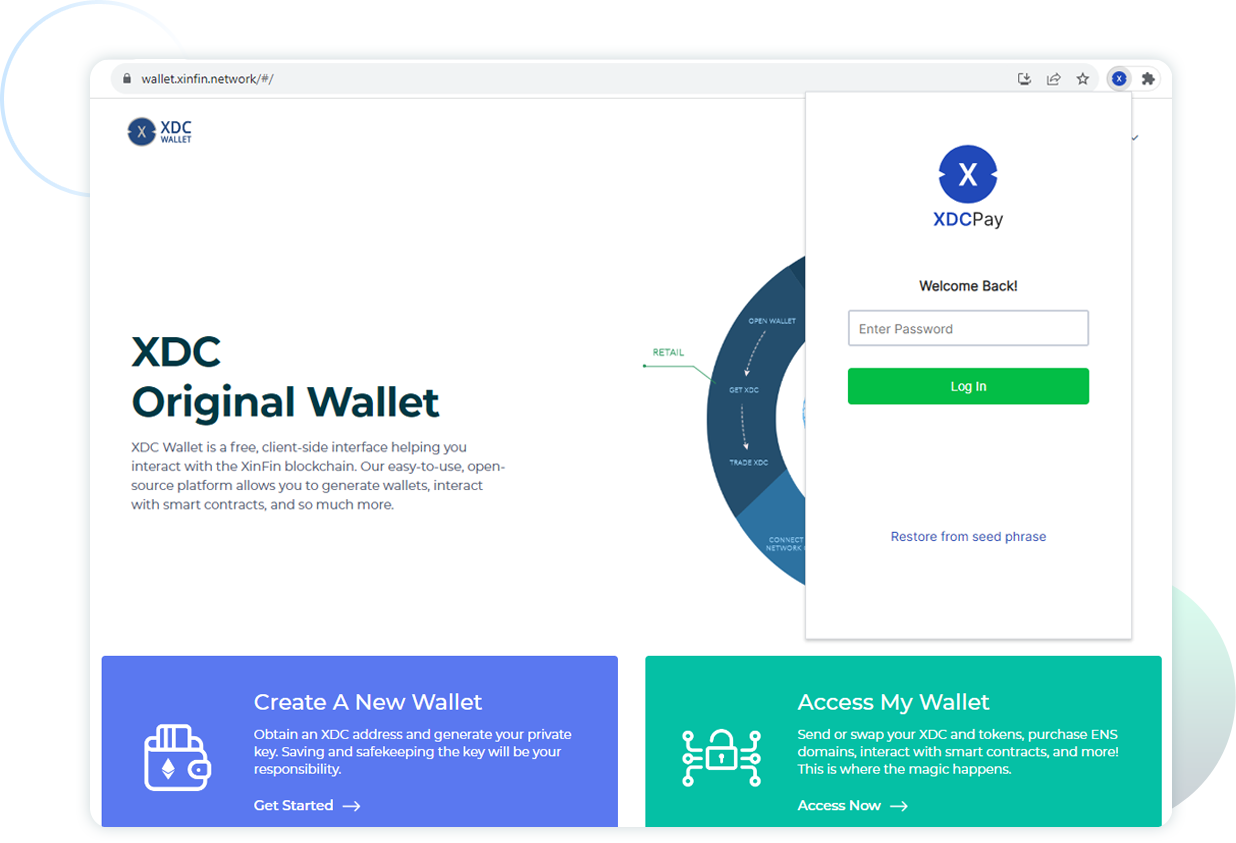 wallet.xinfin.network/#/
XDC
WALLET
X
XDCPay
Welcome Back!
Enter Password
Log In
Restore from seed phrase
OPEN WALLET
RETAIL
GET XDC
TRADE XDC
CONNECT
NETWORK
XDC
Original Wallet
XDC Wallet is a free, client-side interface helping you
interact with the XinFin blockchain. Our easy-to-use, open-
source platform allows you to generate wallets, interact
with smart contracts, and so much more.
Create A New Wallet
Obtain an XDC address and generate your private
key. Saving and safekeeping the key will be your
responsibility.
Get Started
Access My Wallet
Send or swap your XDC and tokens, purchase ENS
domains, interact with smart contracts, and more!
This is where the magic happens.
Access Now